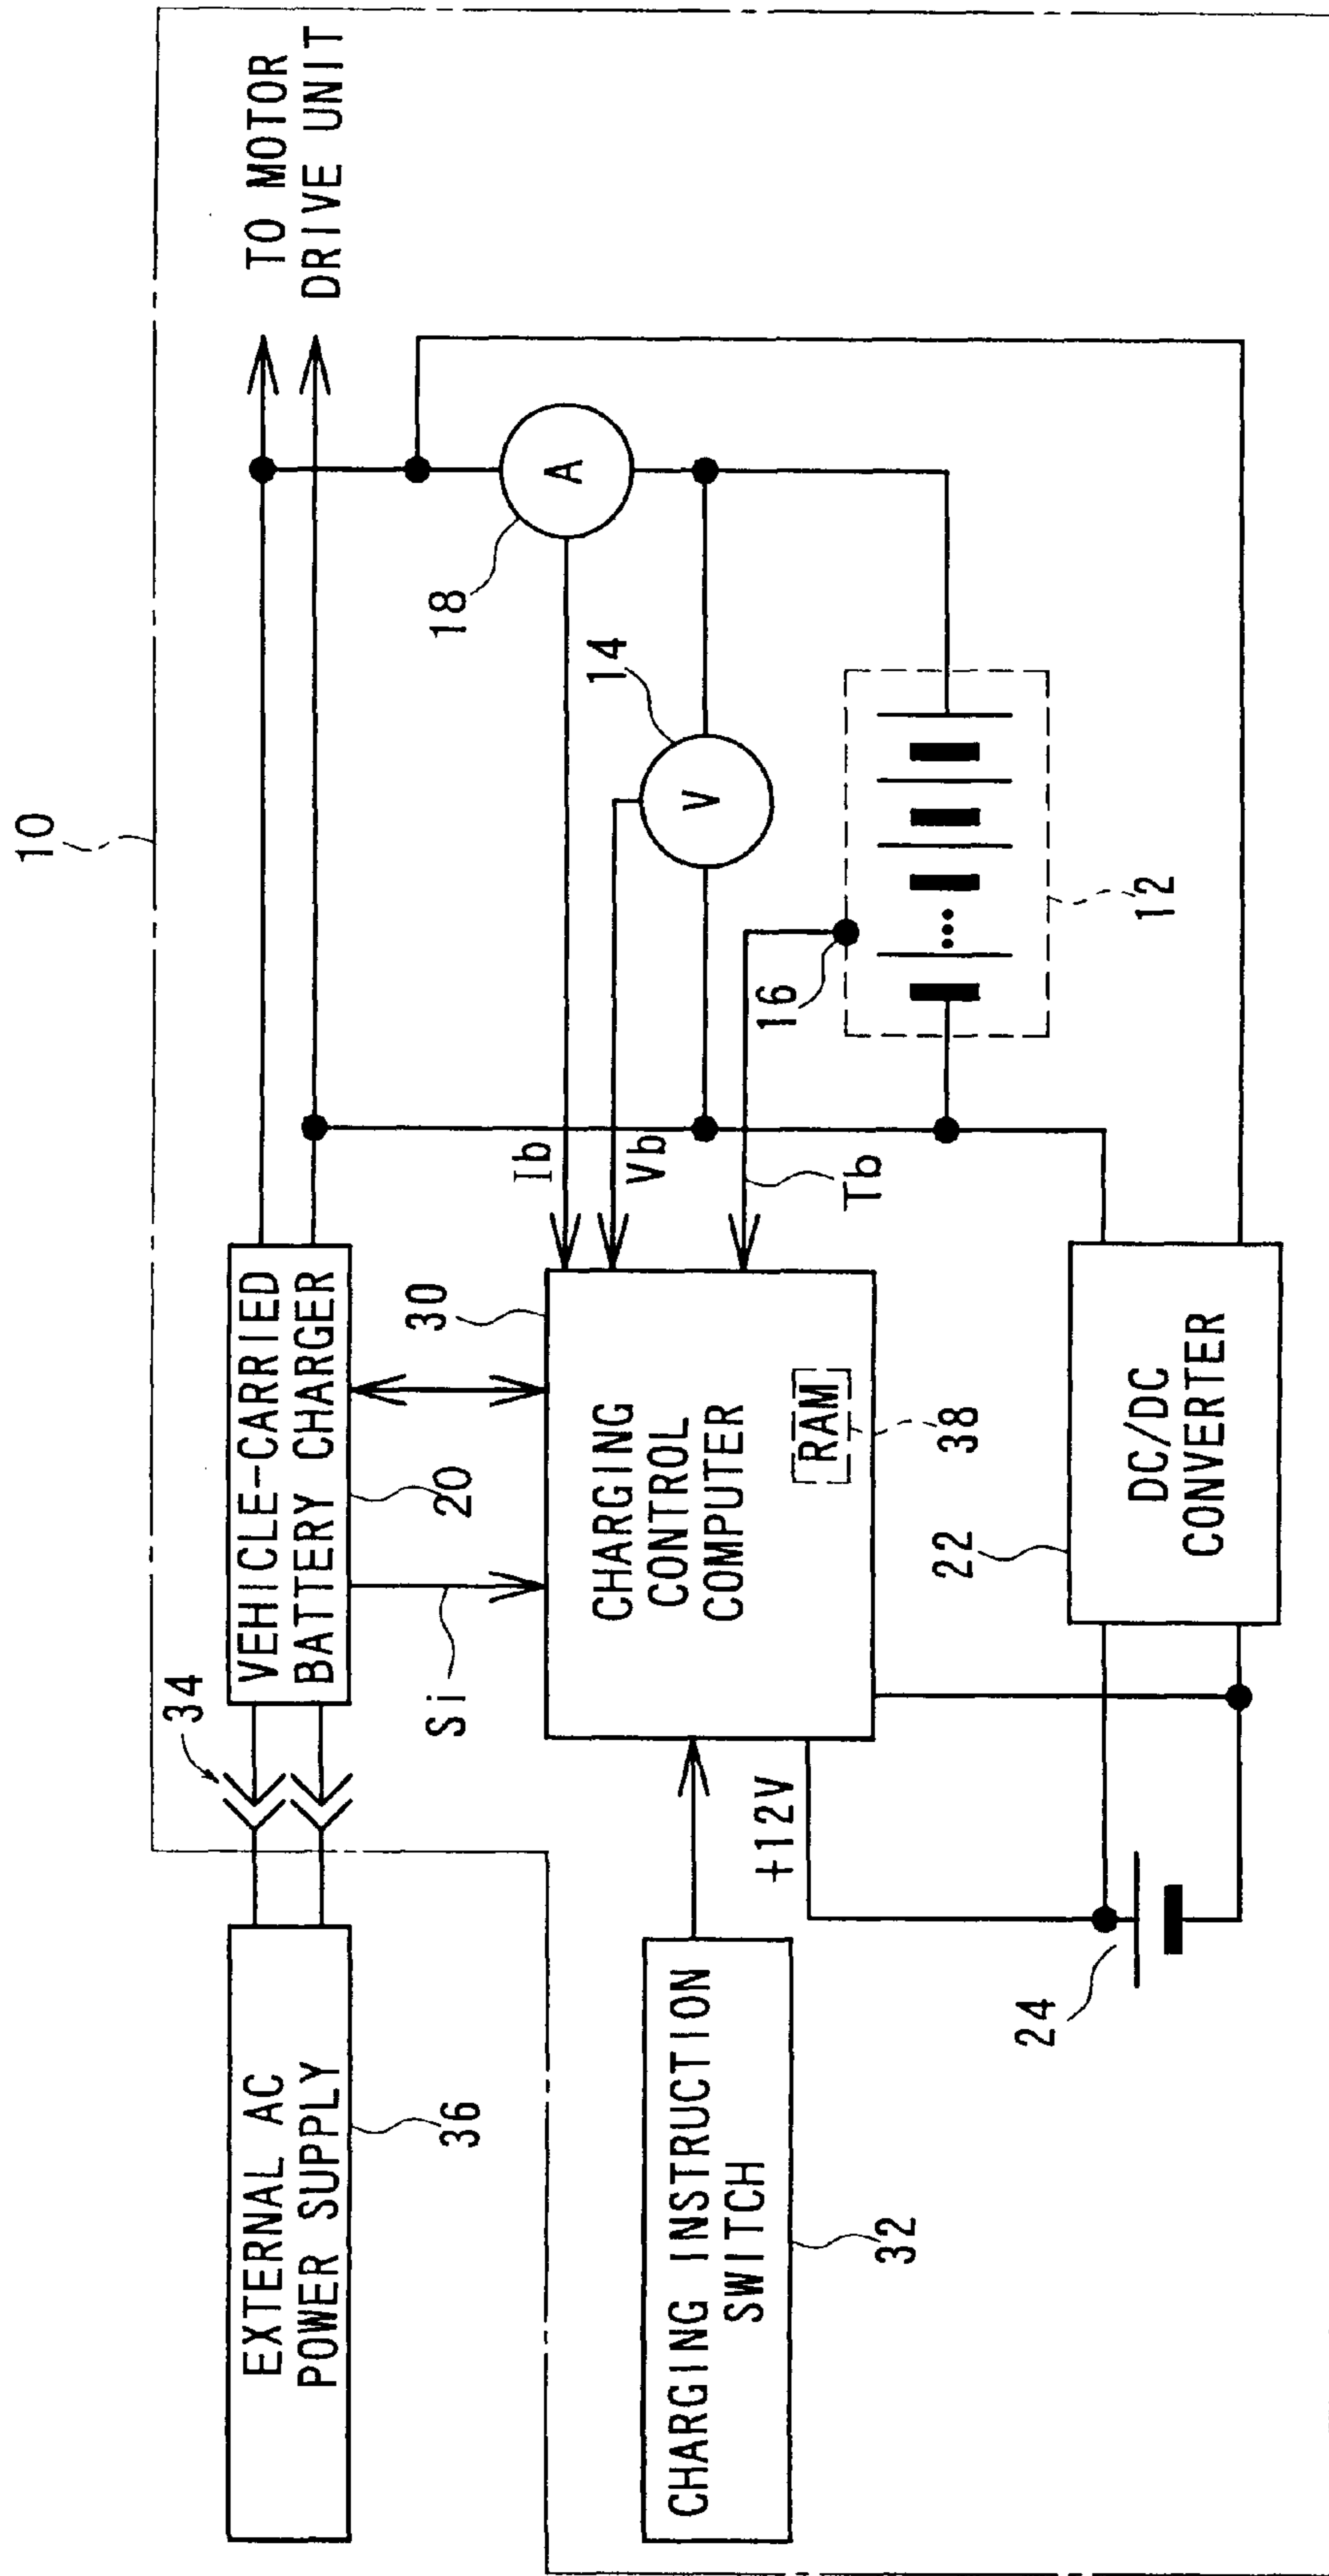 10
EXTERNAL AC
POWER SUPPLY
36
34
VEHICLE-CARRIED
BATTERY CHARGER
20
TO MOTOR
DRIVE UNIT
Si
30
Ib
Vb
Tb
18
A
14
V
16
12
CHARGING INSTRUCTION
SWITCH
32
CHARGING
CONTROL
COMPUTER
RAM
38
+12V
24
22
DC/DC
CONVERTER